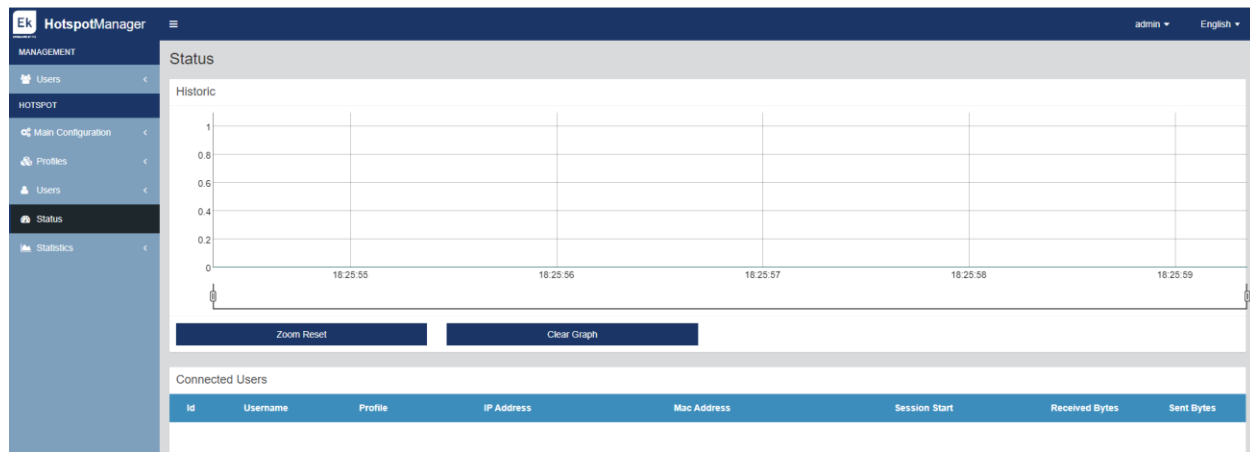 Ek HotspotManager ≡ admin English
MANAGEMENT
Users
HOTSPOT
Main Configuration
Profiles
Users
Status
Statistics
Status
Historic
1
0.8
0.6
0.4
0.2
0
18:25:55 18:25:56 18:25:57 18:25:58 18:25:59
Zoom Reset Clear Graph
Connected Users
Id Username Profile IP Address Mac Address Session Start Received Bytes Sent Bytes